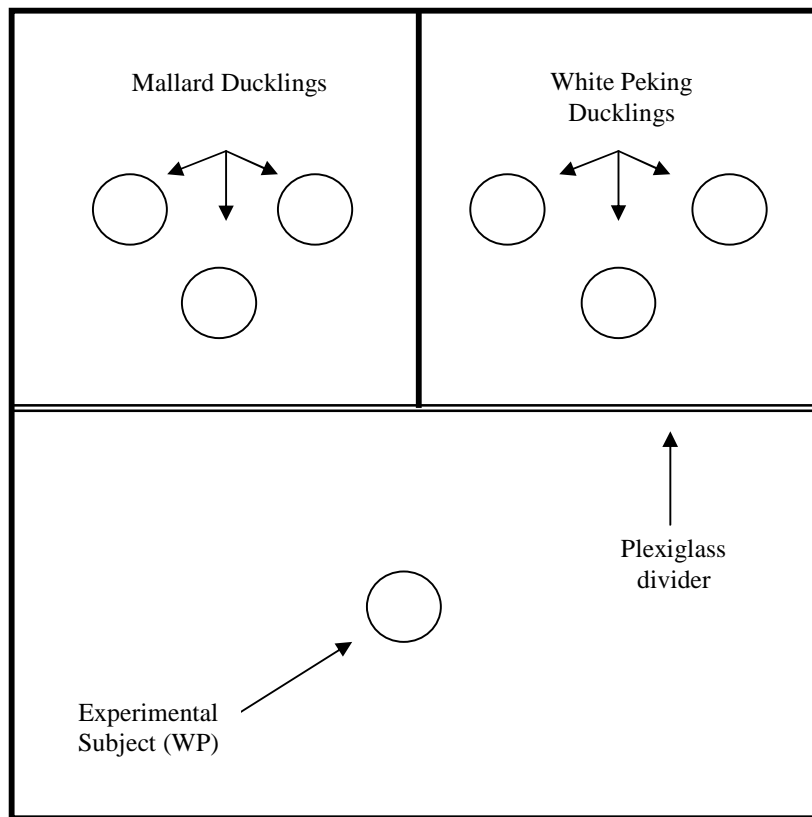 Mallard Ducklings
White Peking
Ducklings
Plexiglass
divider
Experimental
Subject (WP)